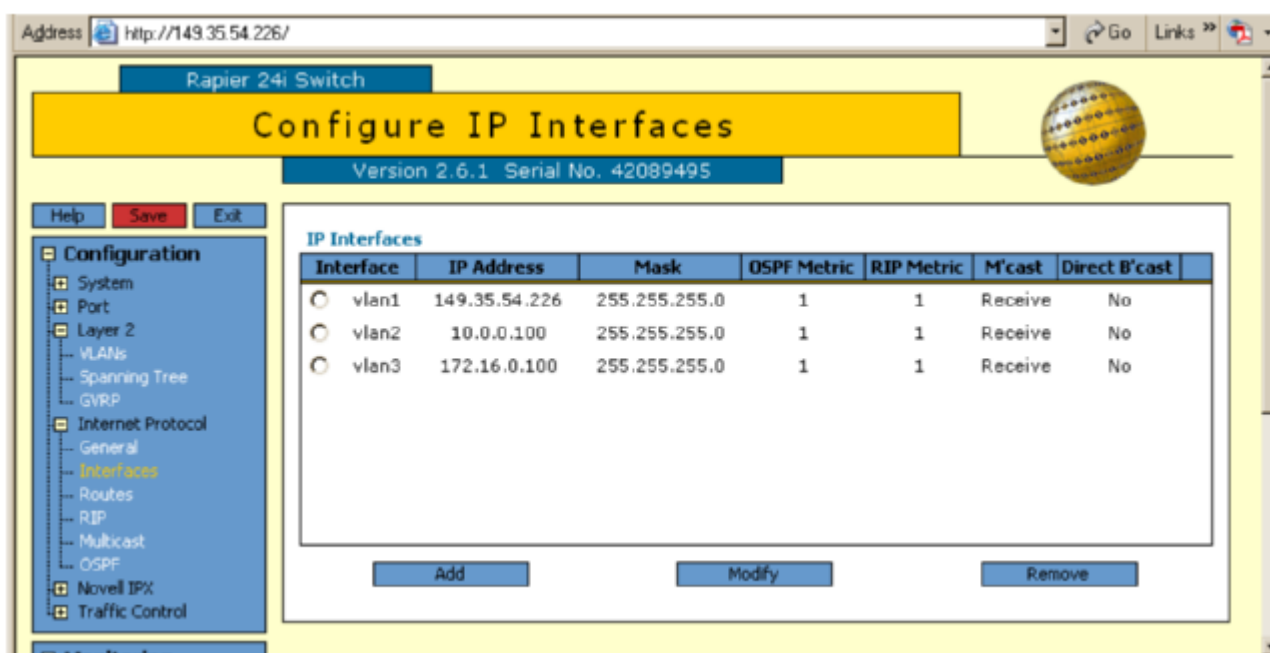 Address http://149.35.54.226/ Go Links »
Rapier 24i Switch
Configure IP Interfaces
Version 2.6.1 Serial No. 42089495
Help Save Exit
Configuration
System
Port
Layer 2
VLANs
Spanning Tree
GVRP
Internet Protocol
General
Interfaces
Routes
RIP
Multicast
OSPF
Novell IPX
Traffic Control
IP Interfaces
Interface IP Address Mask OSPF Metric RIP Metric M'cast Direct B'cast
vlan1 149.35.54.226 255.255.255.0 1 1 Receive No
vlan2 10.0.0.100 255.255.255.0 1 1 Receive No
vlan3 172.16.0.100 255.255.255.0 1 1 Receive No
Add Modify Remove